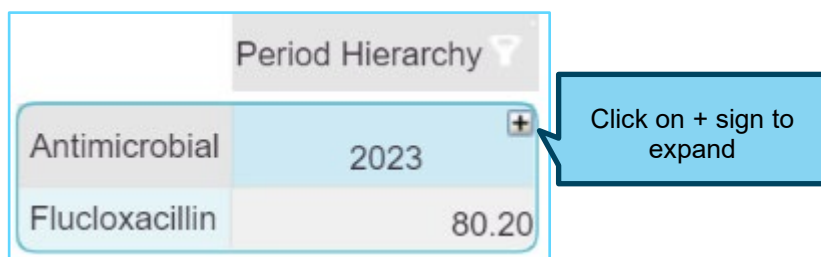 Period Hierarchy
Antimicrobial 2023 +
Flucloxacillin 80.20
Click on + sign to
expand